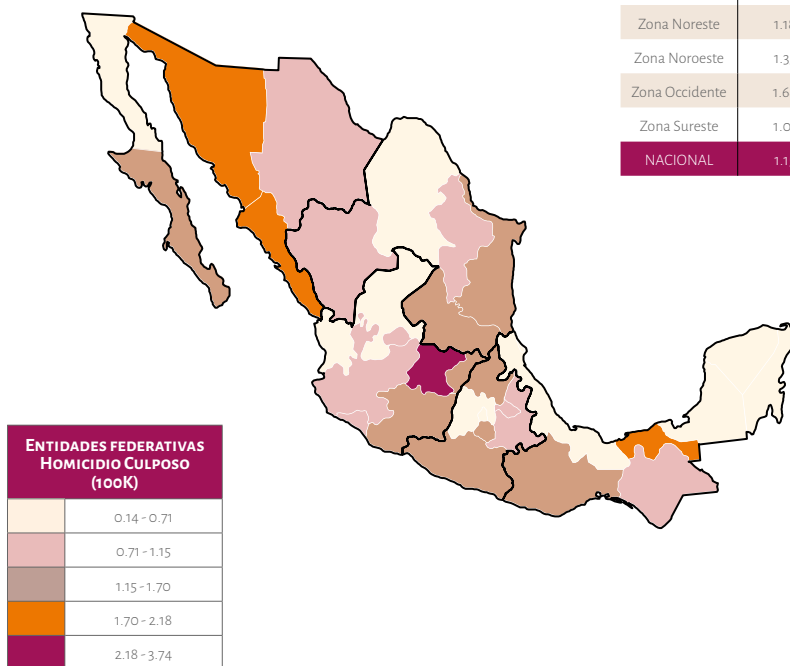 Zona Noreste
Zona Noroeste
Zona Occidente
Zona Sureste
NACIONAL
Entidades federativas
Homicidio Culposo
(100K)
0.14 - 0.71
0.71 - 1.15
1.15 - 1.70
1.70 - 2.18
2.18 - 3.74